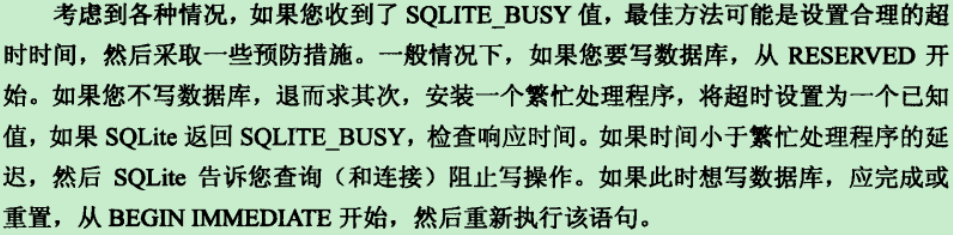 考虑到各种情况，如果您收到了 SQLITE_BUSY 值，最佳方法可能是设置合理的超
时时间，然后采取一些预防措施。一般情况下，如果您要写数据库，从 RESERVED 开
始。如果您不写数据库，退而求其次，安装一个繁忙处理程序，将超时设置为一个已知
值，如果 SQLite 返回 SQLITE_BUSY，检查响应时间。如果时间小于繁忙处理程序的延
迟，然后 SQLite 告诉您查询（和连接）阻止写操作。如果此时想写数据库，应完成或
重置，从 BEGIN IMMEDIATE 开始，然后重新执行该语句。